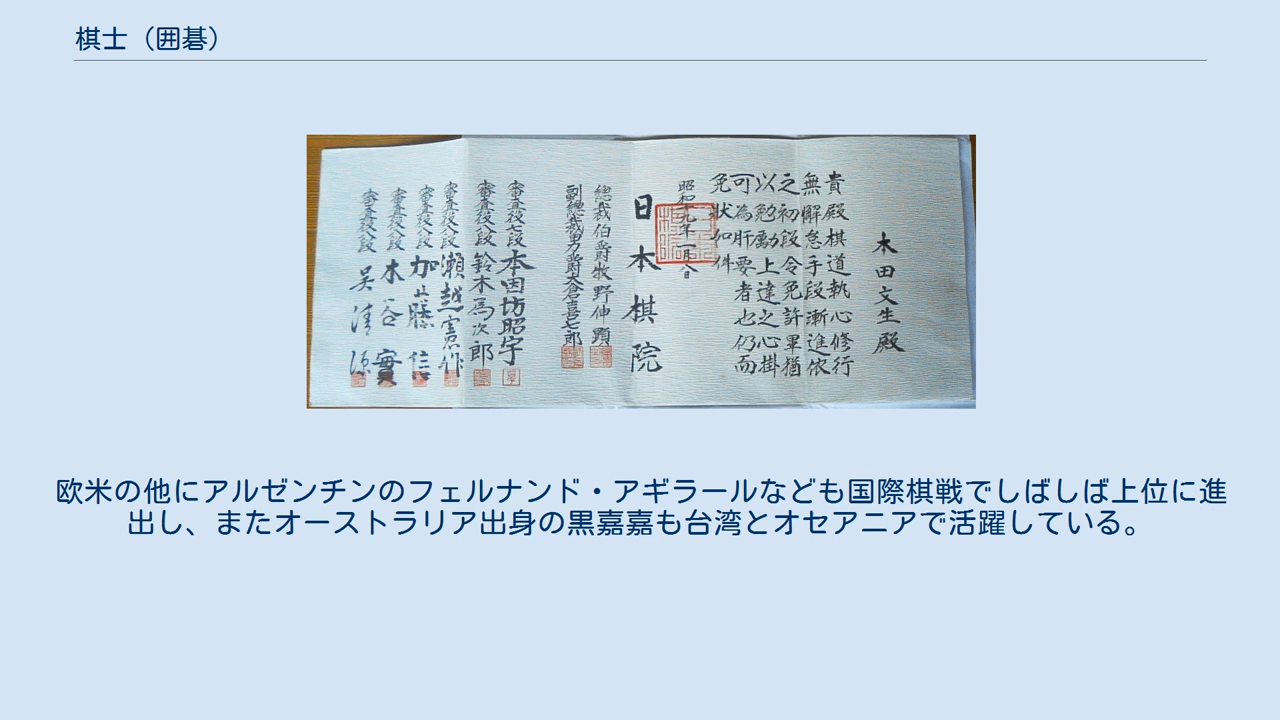 棋士（囲碁）
本田文生殿
貴殿棋道執心修行
無懈怠手段漸進依
之初段令免許畢猶
以勉勵上達之心掛
可為肝要者也仍而
免状如件
昭和十九年一月八日
日本棋院
総裁伯爵牧野伸顕
副総裁男爵大倉喜七郎
審査役七段本因坊昭宇
審査役八段鈴木為次郎
審査役八段瀬越憲作
審査役八段加藤信
審査役八段木谷實
審査役八段呉清源
欧米の他にアルゼンチンのフェルナンド・アギラールなども国際棋戦でしばしば上位に進
出し、またオーストラリア出身の黒嘉嘉も台湾とオセアニアで活躍している。